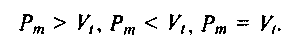 Pₘ > Vₜ, Pₘ < Vₜ, Pₘ = Vₜ.